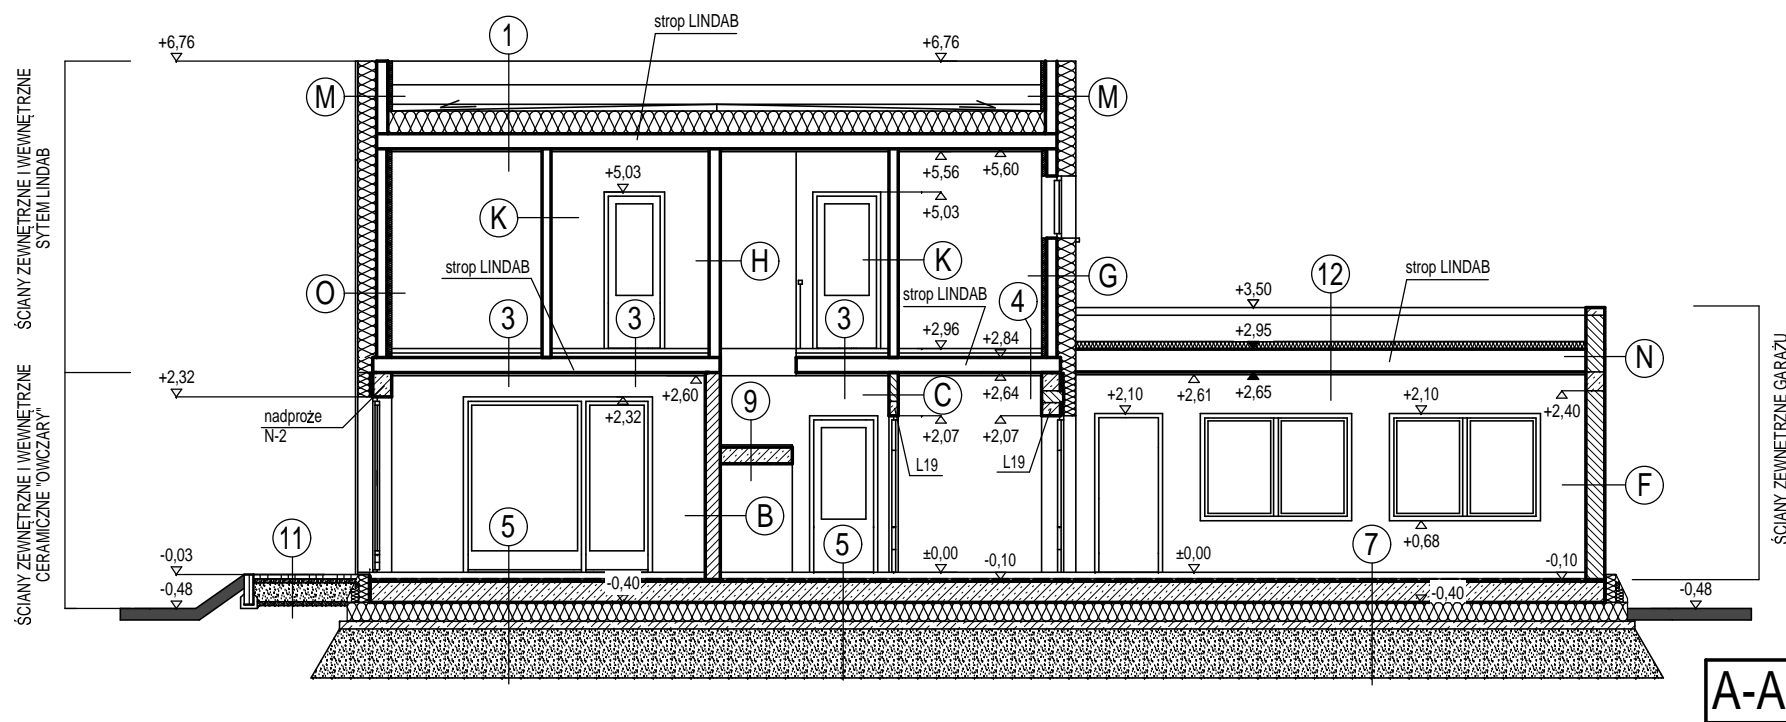 strop LINDAB
+6,76
1
+6,76
M
M
ŚCIANY ZEWNĘTRZNE I WEWNĘTRZNE
SYTEM LINDAB
+5,56
+5,60
+5,03
+5,03
K
H
K
G
strop LINDAB
O
strop LINDAB
4
12
strop LINDAB
+3,50
3
3
3
+2,96
+2,84
+2,95
N
ŚCIANY ZEWNĘTRZNE I WEWNĘTRZNE
CERAMICZNE "OWCZARY"
+2,32
+2,60
9
C
+2,64
+2,61
+2,65
+2,10
+2,10
+2,40
nadproże
N-2
+2,32
+2,07
+2,07
L19
L19
F
ŚCIANY ZEWNĘTRZNE GARAŻU
B
11
5
5
7
+0,68
-0,03
±0,00
-0,10
±0,00
-0,10
-0,48
-0,40
-0,40
-0,48
A-A